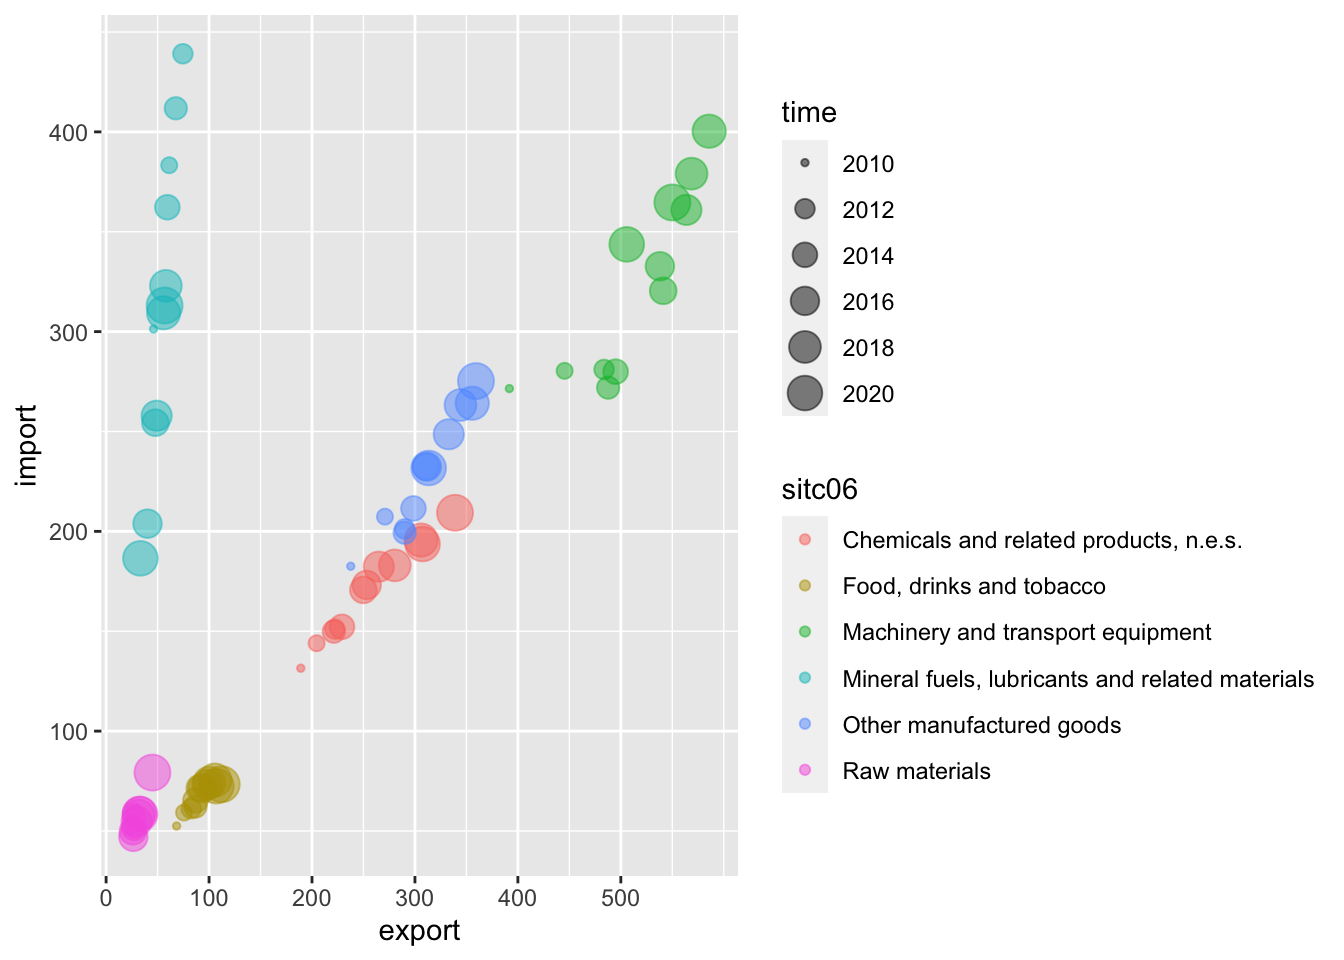 400
300
200
100
import
0
100
200
300
400
500
export
time
2010
2012
2014
2016
2018
2020
sitc06
Chemicals and related products, n.e.s.
Food, drinks and tobacco
Machinery and transport equipment
Mineral fuels, lubricants and related materials
Other manufactured goods
Raw materials